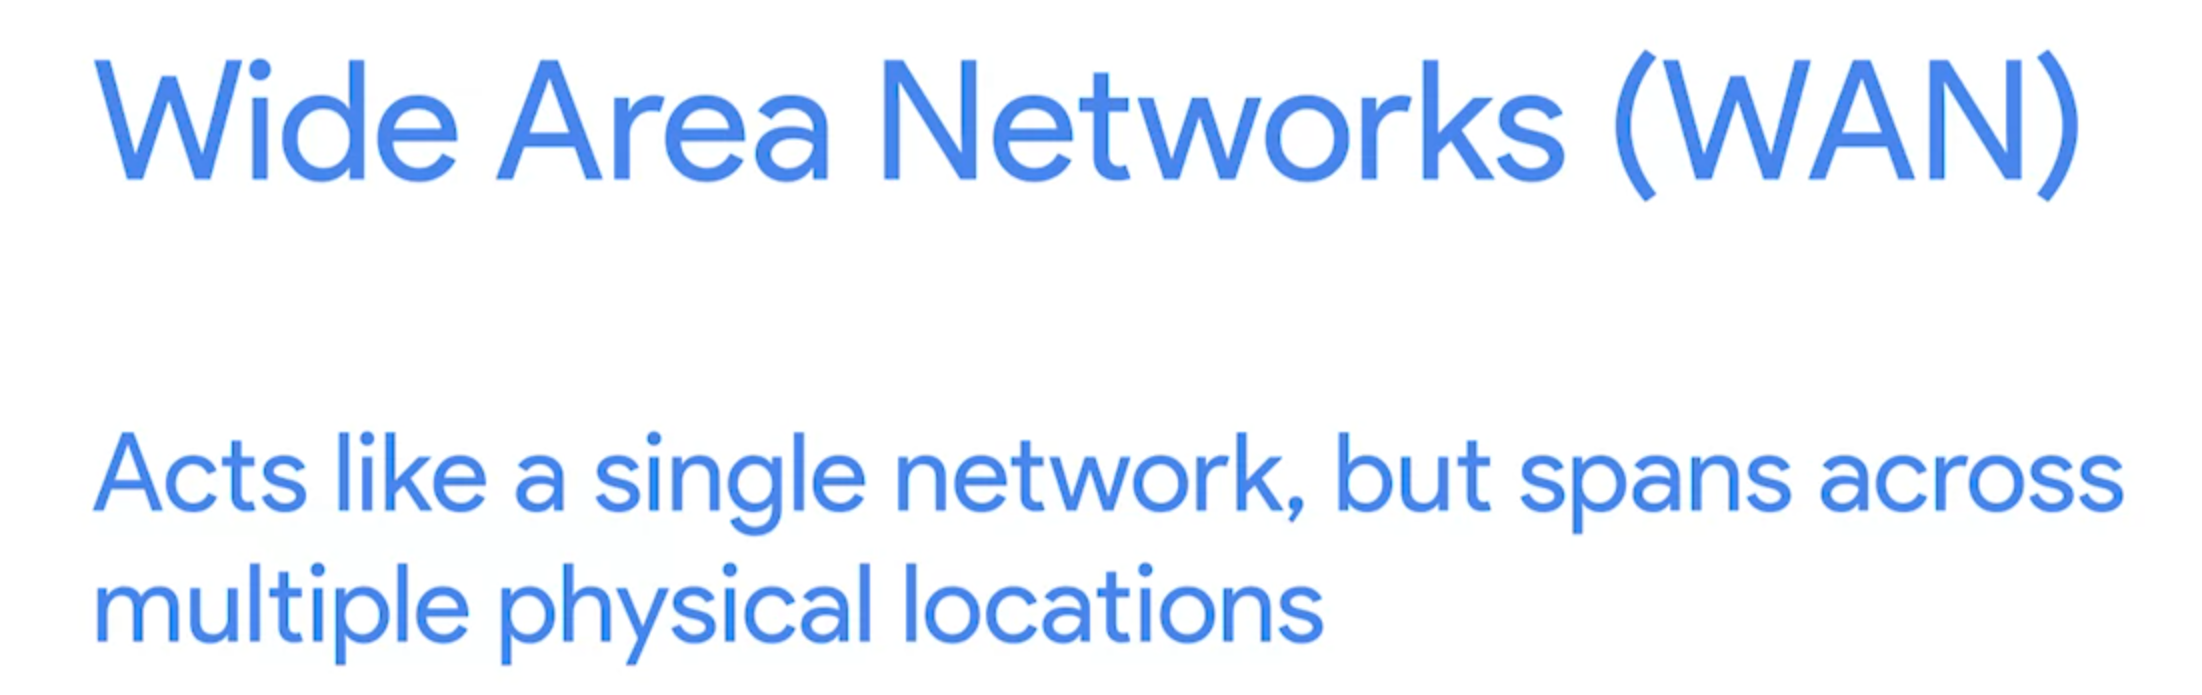 Wide Area Networks (WAN)
Acts like a single network, but spans across
multiple physical locations